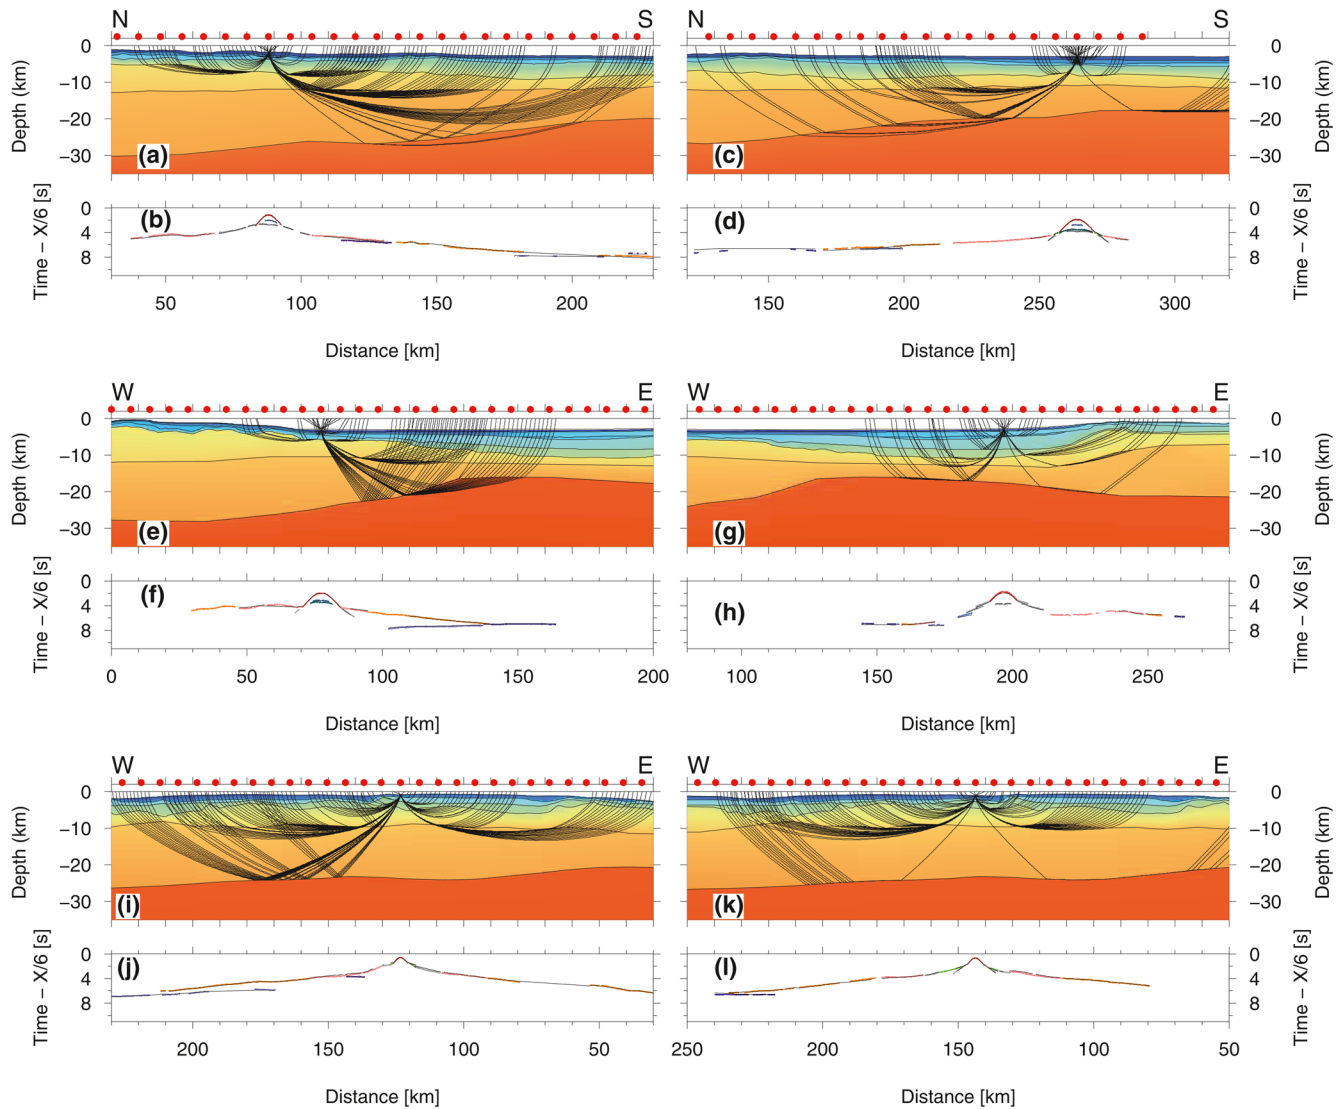 N S N S
0 0
−10 −10
−20 −20
−30 −30
Depth (km) Depth (km)
(a) (c)
(b) (d)
0 0
4 4
8 8
Time − X/6 [s] Time − X/6 [s]
50 100 150 200 150 200 250 300
Distance [km] Distance [km]
W E W E
0 0
−10 −10
−20 −20
−30 −30
Depth (km) Depth (km)
(e) (g)
(f) (h)
0 0
4 4
8 8
Time − X/6 [s] Time − X/6 [s]
0 50 100 150 200 100 150 200 250
Distance [km] Distance [km]
W E W E
0 0
−10 −10
−20 −20
−30 −30
Depth (km) Depth (km)
(i) (k)
(j) (l)
0 0
4 4
8 8
Time − X/6 [s] Time − X/6 [s]
200 150 100 50 250 200 150 100 50
Distance [km] Distance [km]